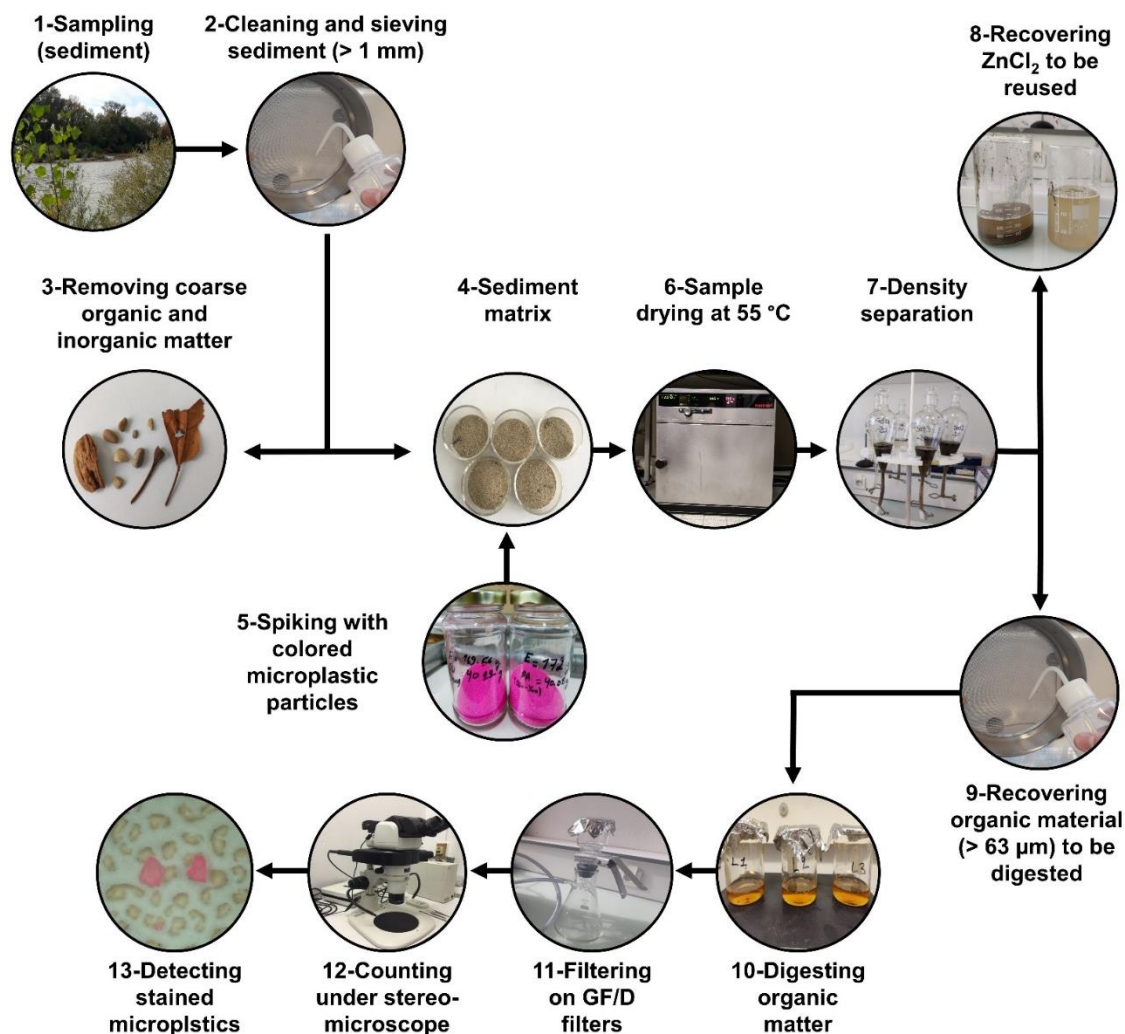 1-Sampling
(sediment)
2-Cleaning and sieving
sediment (> 1 mm)
3-Removing coarse
organic and
inorganic matter
4-Sediment
matrix
5-Spiking with
colored
microplastic
particles
6-Sample
drying at 55 °C
7-Density
separation
8-Recovering
ZnCl₂ to be
reused
9-Recovering
organic material
(> 63 µm) to be
digested
L1
L3
10-Digesting
organic
matter
11-Filtering
on GF/D
filters
12-Counting
under stereo-
microscope
13-Detecting
stained
microplstics